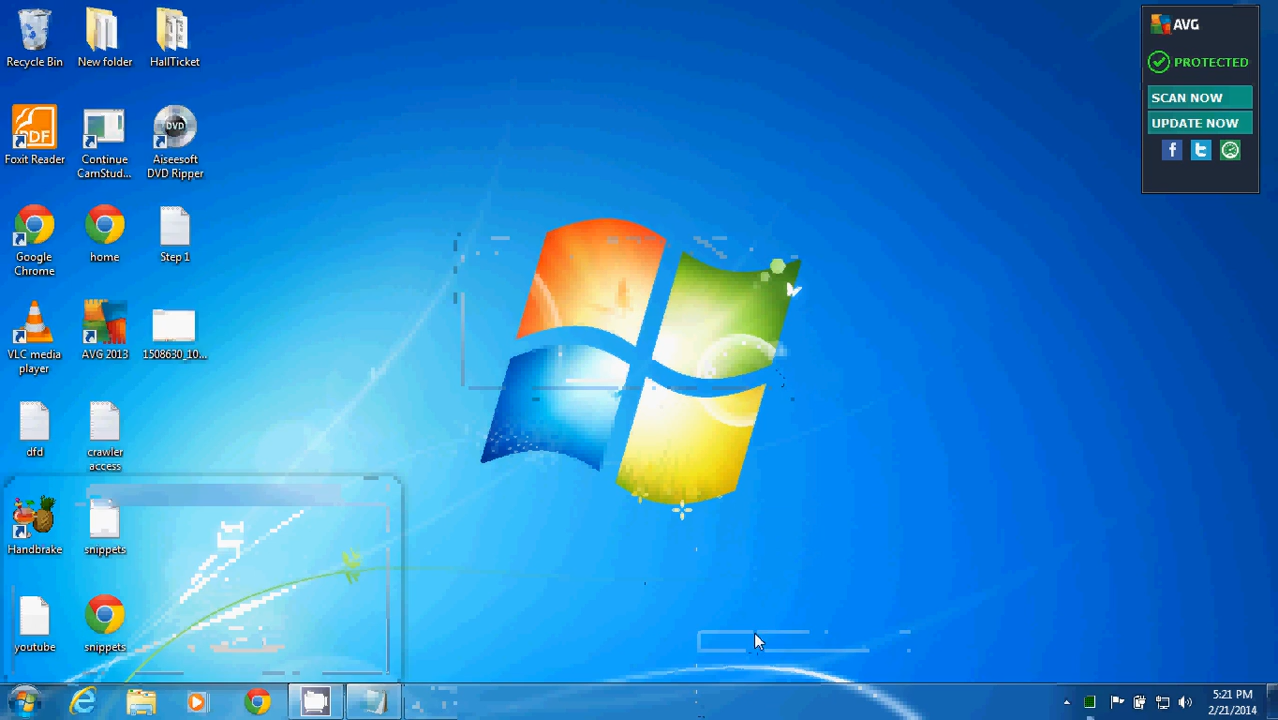 Recycle Bin
New folder
HallTicket
Foxit Reader
PDF
Continue
CamStud...
DVD
Aiseesoft
DVD Ripper
Google
Chrome
home
Step 1
VLC media
player
AVG 2013
1508630_10...
dfd
crawler
access
Handbrake
snippets
youtube
snippets
AVG
PROTECTED
SCAN NOW
UPDATE NOW
5:21 PM
2/21/2014